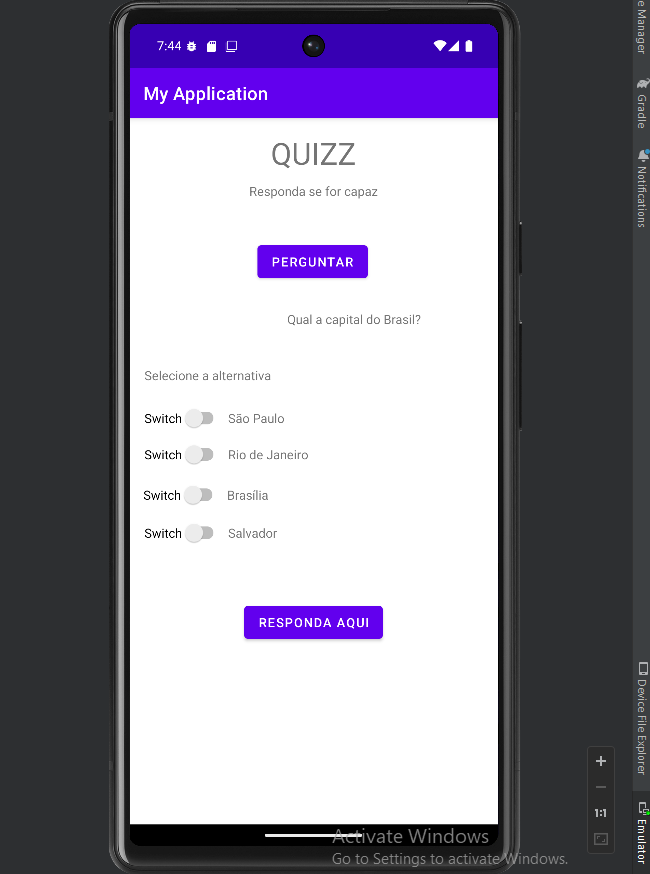 7:44
My Application
QUIZZ
Responda se for capaz
PERGUNTAR
Qual a capital do Brasil?
Selecione a alternativa
Switch São Paulo
Switch Rio de Janeiro
Switch Brasília
Switch Salvador
RESPONDA AQUI
e Manager
Gradle
Notifications
Device File Explorer
Emulator
1:1
Activate Windows
Go to Settings to activate Windows.